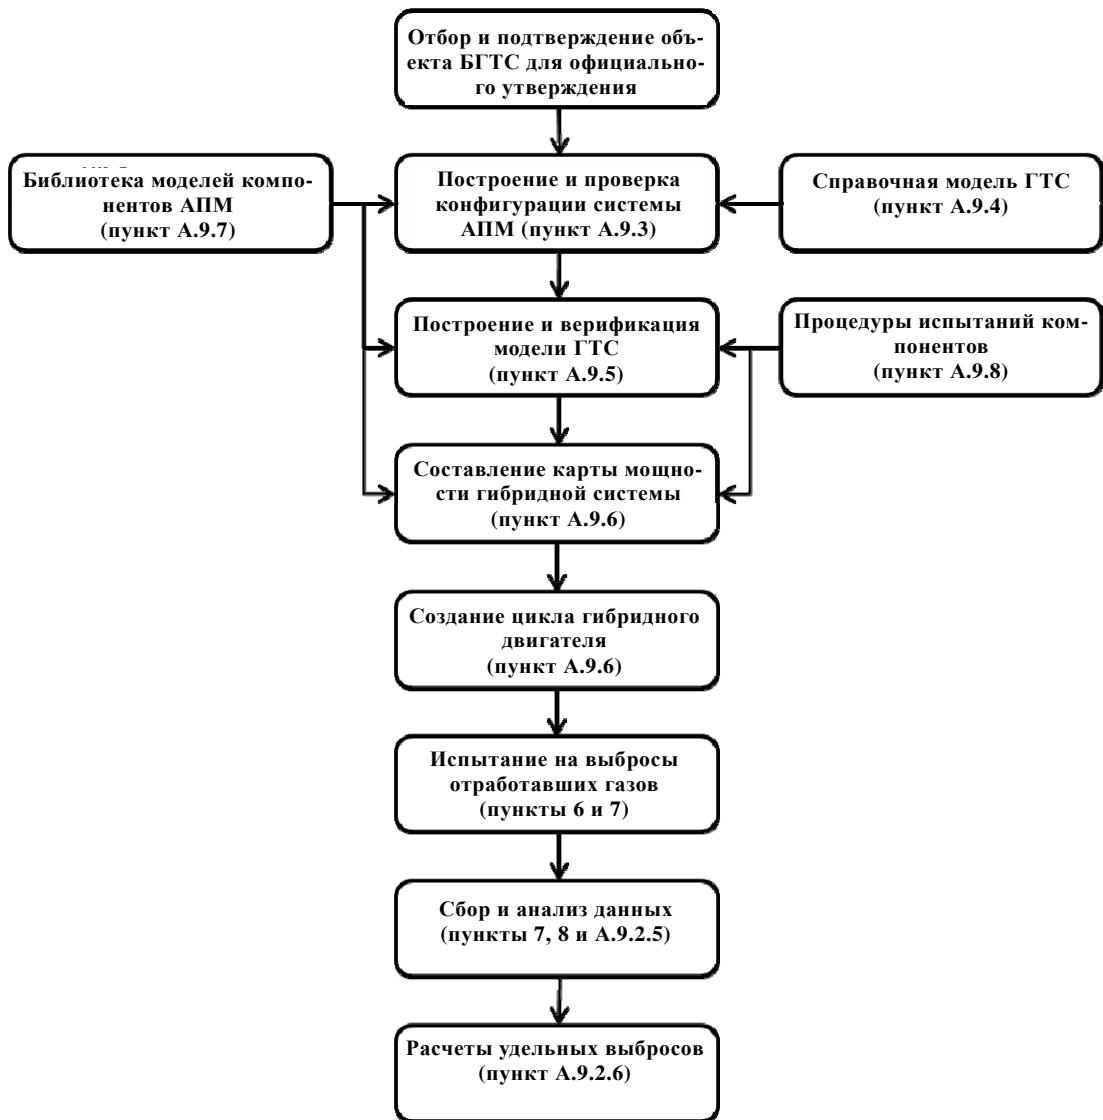 Отбор и подтверждение объ-
екта БГТС для официально-
го утверждения
Библиотека моделей компо-
нентов АПМ
(пункт А.9.7)
Построение и проверка
конфигурации системы
АПМ (пункт А.9.3)
Справочная модель ГТС
(пункт А.9.4)
Построение и верификация
модели ГТС
(пункт А.9.5)
Процедуры испытаний ком-
понентов
(пункт А.9.8)
Составление карты мощно-
сти гибридной системы
(пункт А.9.6)
Создание цикла гибридного
двигателя
(пункт А.9.6)
Испытание на выбросы
отработавших газов
(пункты 6 и 7)
Сбор и анализ данных
(пункты 7, 8 и А.9.2.5)
Расчеты удельных выбросов
(пункт А.9.2.6)